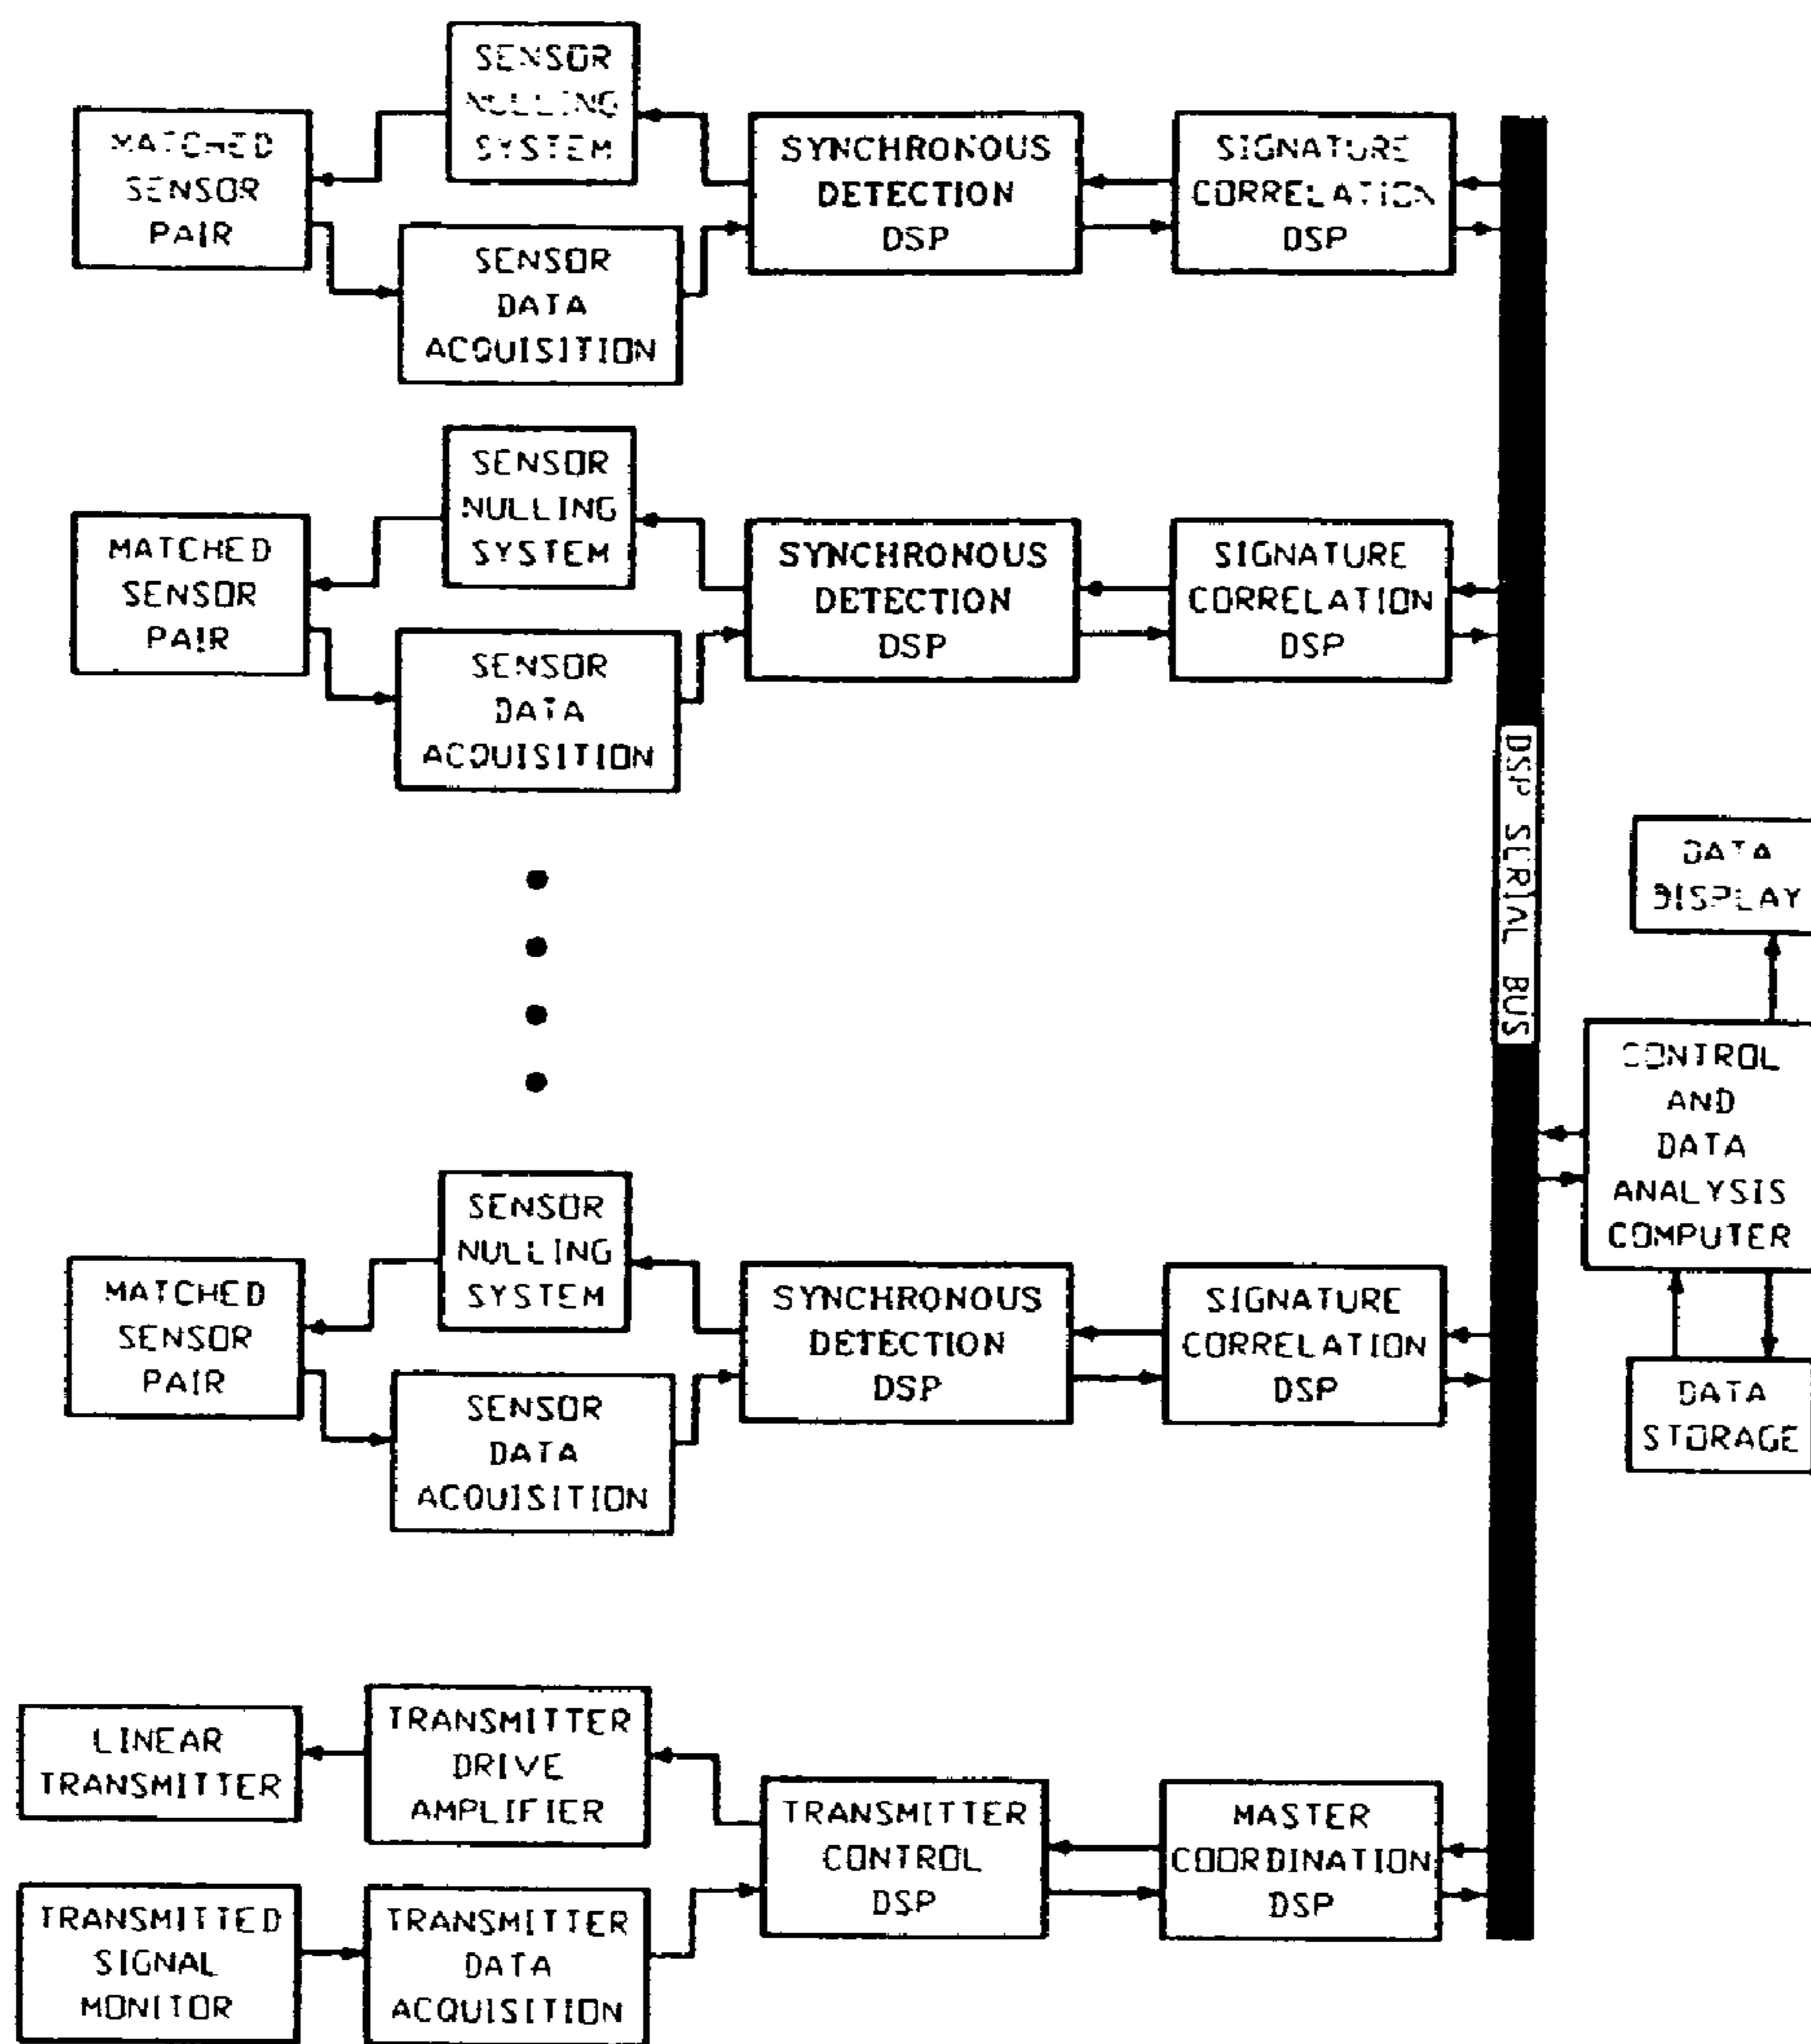 SENSOR
NULLING
SYSTEM
MATCHED
SENSOR
PAIR
SENSOR
DATA
ACQUISITION
SYNCHRONOUS
DETECTION
DSP
SIGNATURE
CORRELATION
DSP
SENSOR
NULLING
SYSTEM
MATCHED
SENSOR
PAIR
SENSOR
DATA
ACQUISITION
SYNCHRONOUS
DETECTION
DSP
SIGNATURE
CORRELATION
DSP
DSP SERIAL BUS
DATA
DISPLAY
CONTROL
AND
DATA
ANALYSIS
COMPUTER
DATA
STORAGE
SENSOR
NULLING
SYSTEM
MATCHED
SENSOR
PAIR
SENSOR
DATA
ACQUISITION
SYNCHRONOUS
DETECTION
DSP
SIGNATURE
CORRELATION
DSP
LINEAR
TRANSMITTER
TRANSMITTER
DRIVE
AMPLIFIER
TRANSMITTER
CONTROL
DSP
MASTER
COORDINATION
DSP
TRANSMITTED
SIGNAL
MONITOR
TRANSMITTER
DATA
ACQUISITION